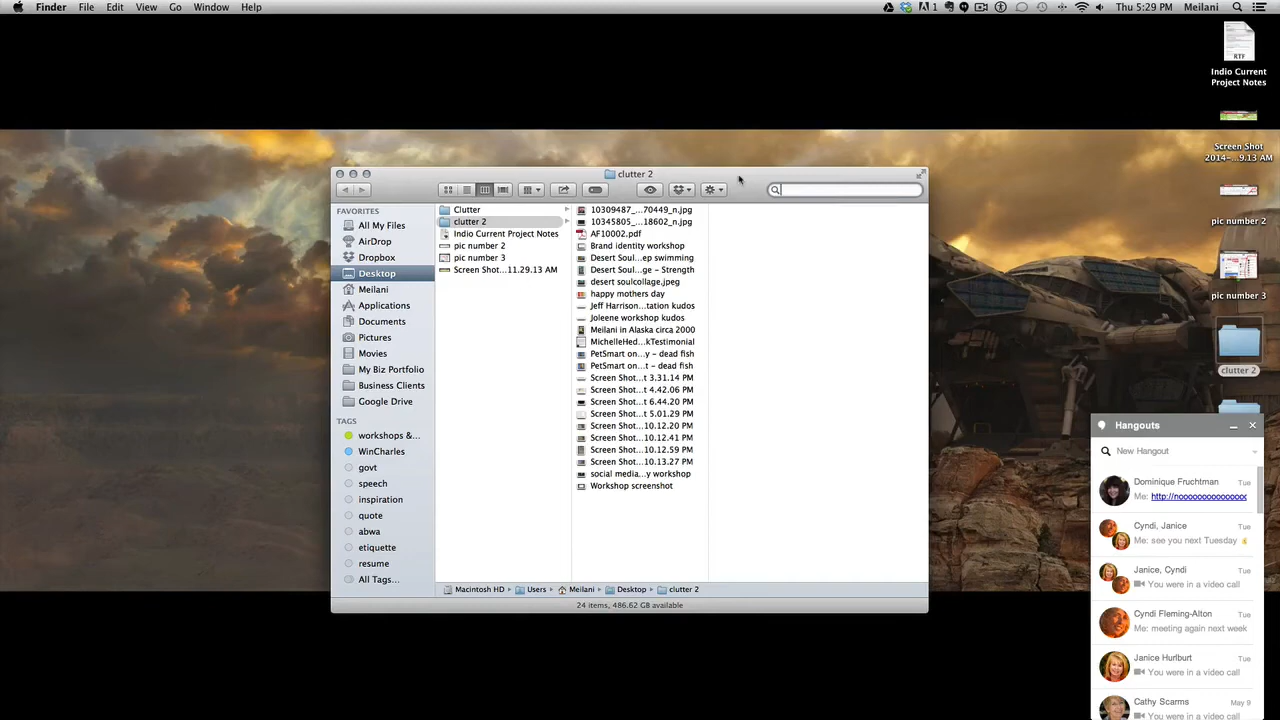 Finder File Edit View Go Window Help
1 Thu 5:29 PM Meilani
RTF
Indio Current
Project Notes
Screen Shot
2014-...9.13 AM
pic number 2
pic number 3
clutter 2
clutter 2
FAVORITES
All My Files
AirDrop
Dropbox
Desktop
Meilani
Applications
Documents
Pictures
Movies
My Biz Portfolio
Business Clients
Google Drive
TAGS
workshops &...
WinCharles
govt
speech
inspiration
quote
abwa
etiquette
resume
All Tags...
Clutter
clutter 2
Indio Current Project Notes
pic number 2
pic number 3
Screen Shot...11.29.13 AM
10309487_...70449_n.jpg
10345805_...18602_n.jpg
AF10002.pdf
Brand identity workshop
Desert Soul...ep swimming
Desert Soul...ge - Strength
desert soulcollage.jpeg
happy mothers day
Jeff Harrison...tation kudos
Joleene workshop kudos
Meilani in Alaska circa 2000
MichelleHed...kTestimonial
PetSmart on...y - dead fish
PetSmart on...t - dead fish
Screen Shot...t 3.31.14 PM
Screen Shot...t 4.42.06 PM
Screen Shot...t 6.44.20 PM
Screen Shot...t 5.01.29 PM
Screen Shot...10.12.20 PM
Screen Shot...10.12.41 PM
Screen Shot...10.12.59 PM
Screen Shot...10.13.27 PM
social media...y workshop
Workshop screenshot
Macintosh HD Users Meilani Desktop clutter 2
24 items, 486.62 GB available
Hangouts
New Hangout
Dominique Fruchtman Tue
Me: http://nooooooooooooooo
Cyndi, Janice Tue
Me: see you next Tuesday
Janice, Cyndi Tue
You were in a video call
Cyndi Fleming-Alton Tue
Me: meeting again next week
Janice Hurlburt Tue
You were in a video call
Cathy Scarms May 9
You were in a video call